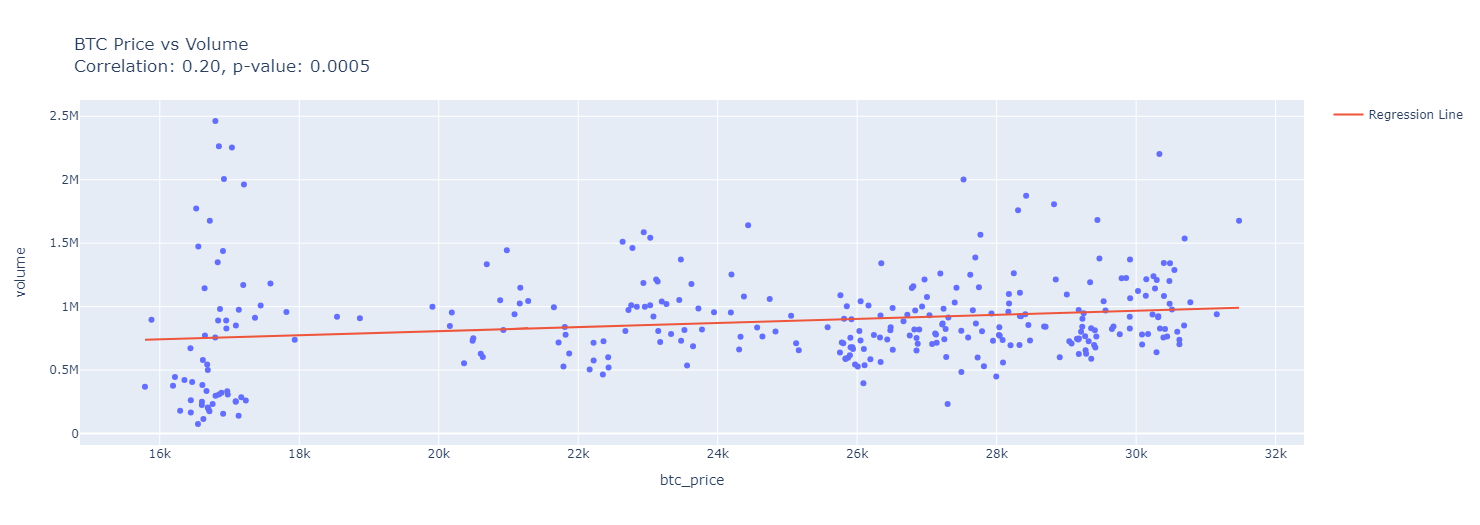 BTC Price vs Volume
Correlation: 0.20, p-value: 0.0005
Regression Line
2.5M
2M
1.5M
1M
0.5M
0
volume
16k 18k 20k 22k 24k 26k 28k 30k 32k
btc_price